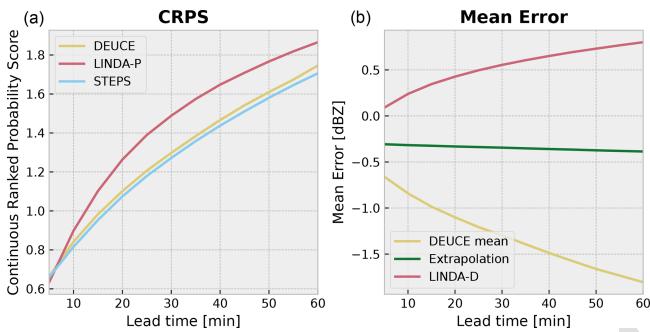 (a)
CRPS
Continuous Ranked Probability Score
1.8
1.6
1.4
1.2
1.0
0.8
0.6
DEUCE
LINDA-P
STEPS
10 20 30 40 50 60
Lead time [min]
(b)
Mean Error
Mean Error [dBZ]
0.5
0.0
−0.5
−1.0
−1.5
DEUCE mean
Extrapolation
LINDA-D
10 20 30 40 50 60
Lead time [min]